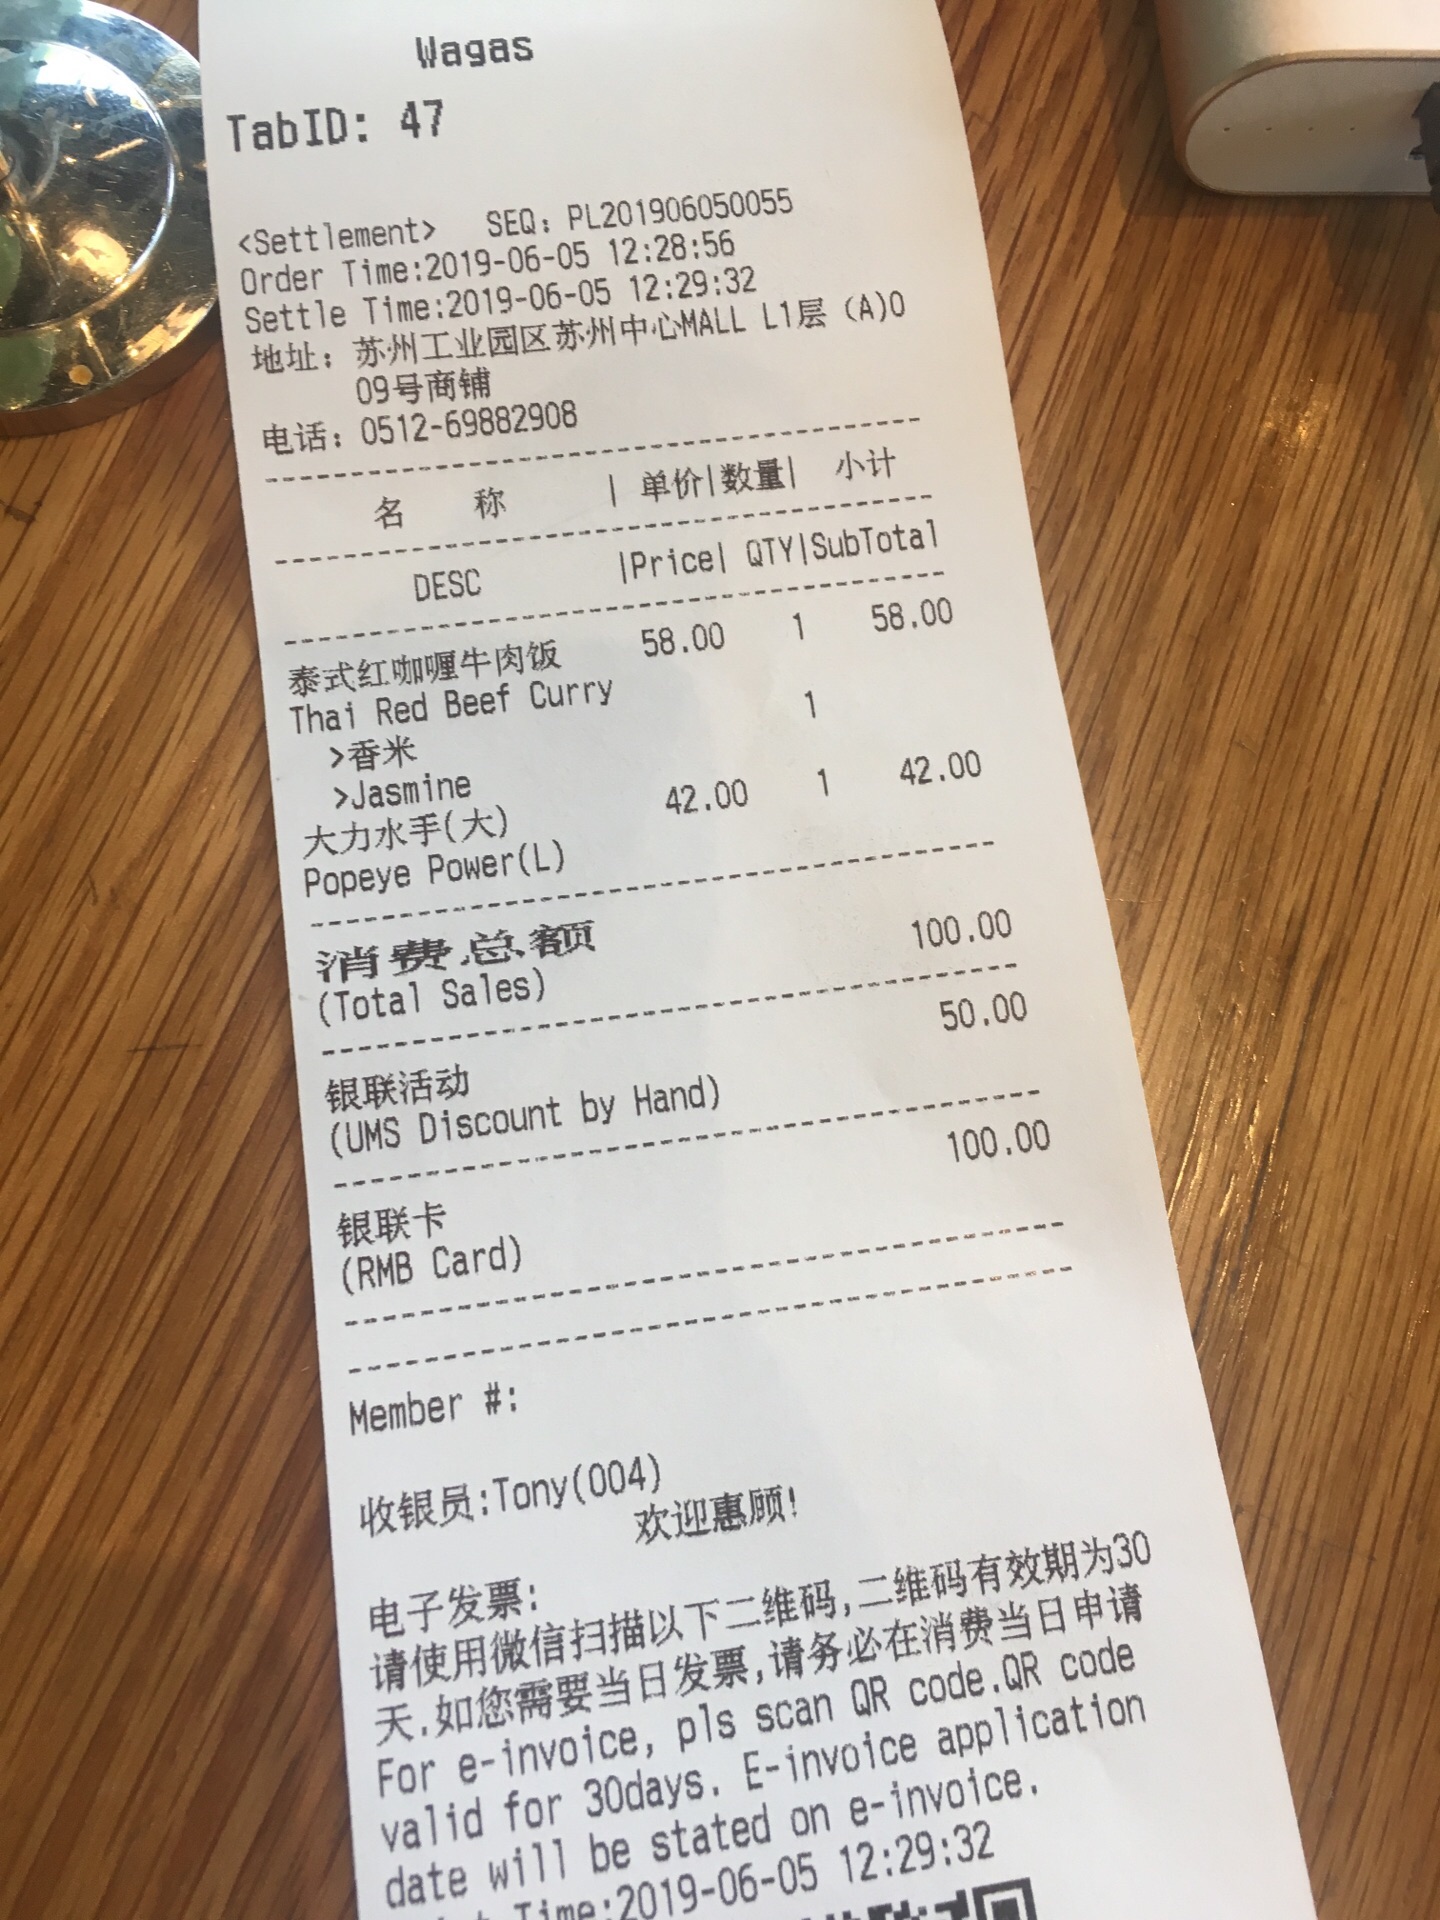 Wagas
TabID: 47
<Settlement> SEQ: PL201906050055
Order Time:2019-06-05 12:28:56
Settle Time:2019-06-05 12:29:32
地址: 苏州工业园区苏州中心MALL L1层 (A)0
09号商铺
电话: 0512-69882908
名 称 | 单价|数量| 小计
DESC |Price| QTY|SubTotal
泰式红咖喱牛肉饭 58.00 1 58.00
Thai Red Beef Curry
>香米 1
>Jasmine
大力水手(大) 42.00 1 42.00
Popeye Power(L)
消费总额 100.00
(Total Sales)
银联活动 50.00
(UMS Discount by Hand)
银联卡 100.00
(RMB Card)
Member #:
收银员:Tony(004)
欢迎惠顾!
电子发票:
请使用微信扫描以下二维码,二维码有效期为30
天.如您需要当日发票,请务必在消费当日申请
For e-invoice, pls scan QR code.QR code
valid for 30days. E-invoice application
date will be stated on e-invoice.
Time:2019-06-05 12:29:32